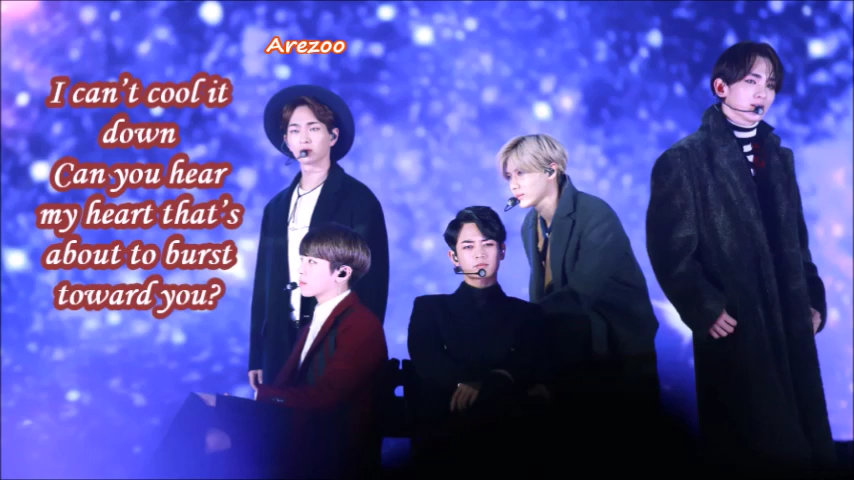 Arezoo
I can't cool it
down
Can you hear
my heart that's
about to burst
toward you?